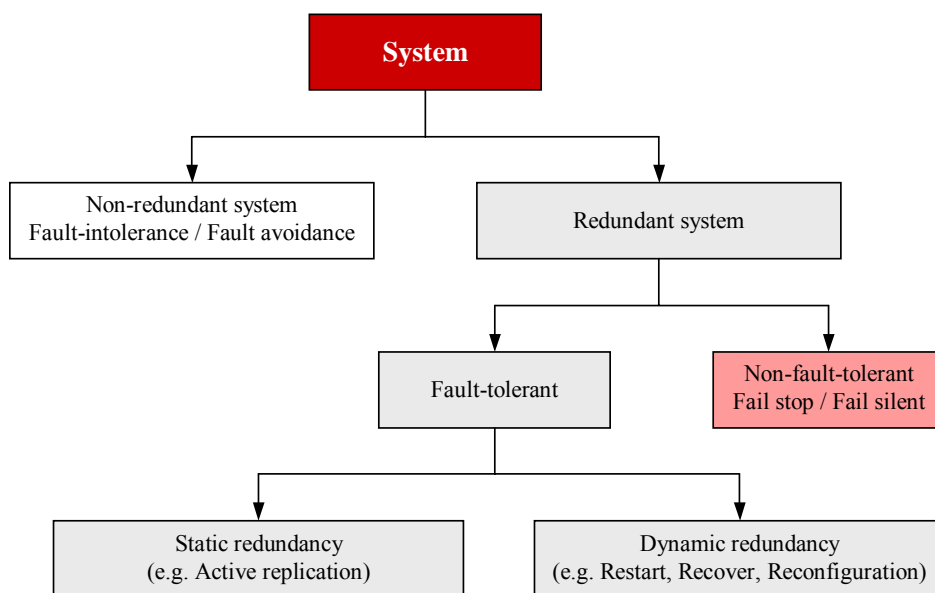 System
Non-redundant system
Fault-intolerance / Fault avoidance
Redundant system
Fault-tolerant
Non-fault-tolerant
Fail stop / Fail silent
Static redundancy
(e.g. Active replication)
Dynamic redundancy
(e.g. Restart, Recover, Reconfiguration)